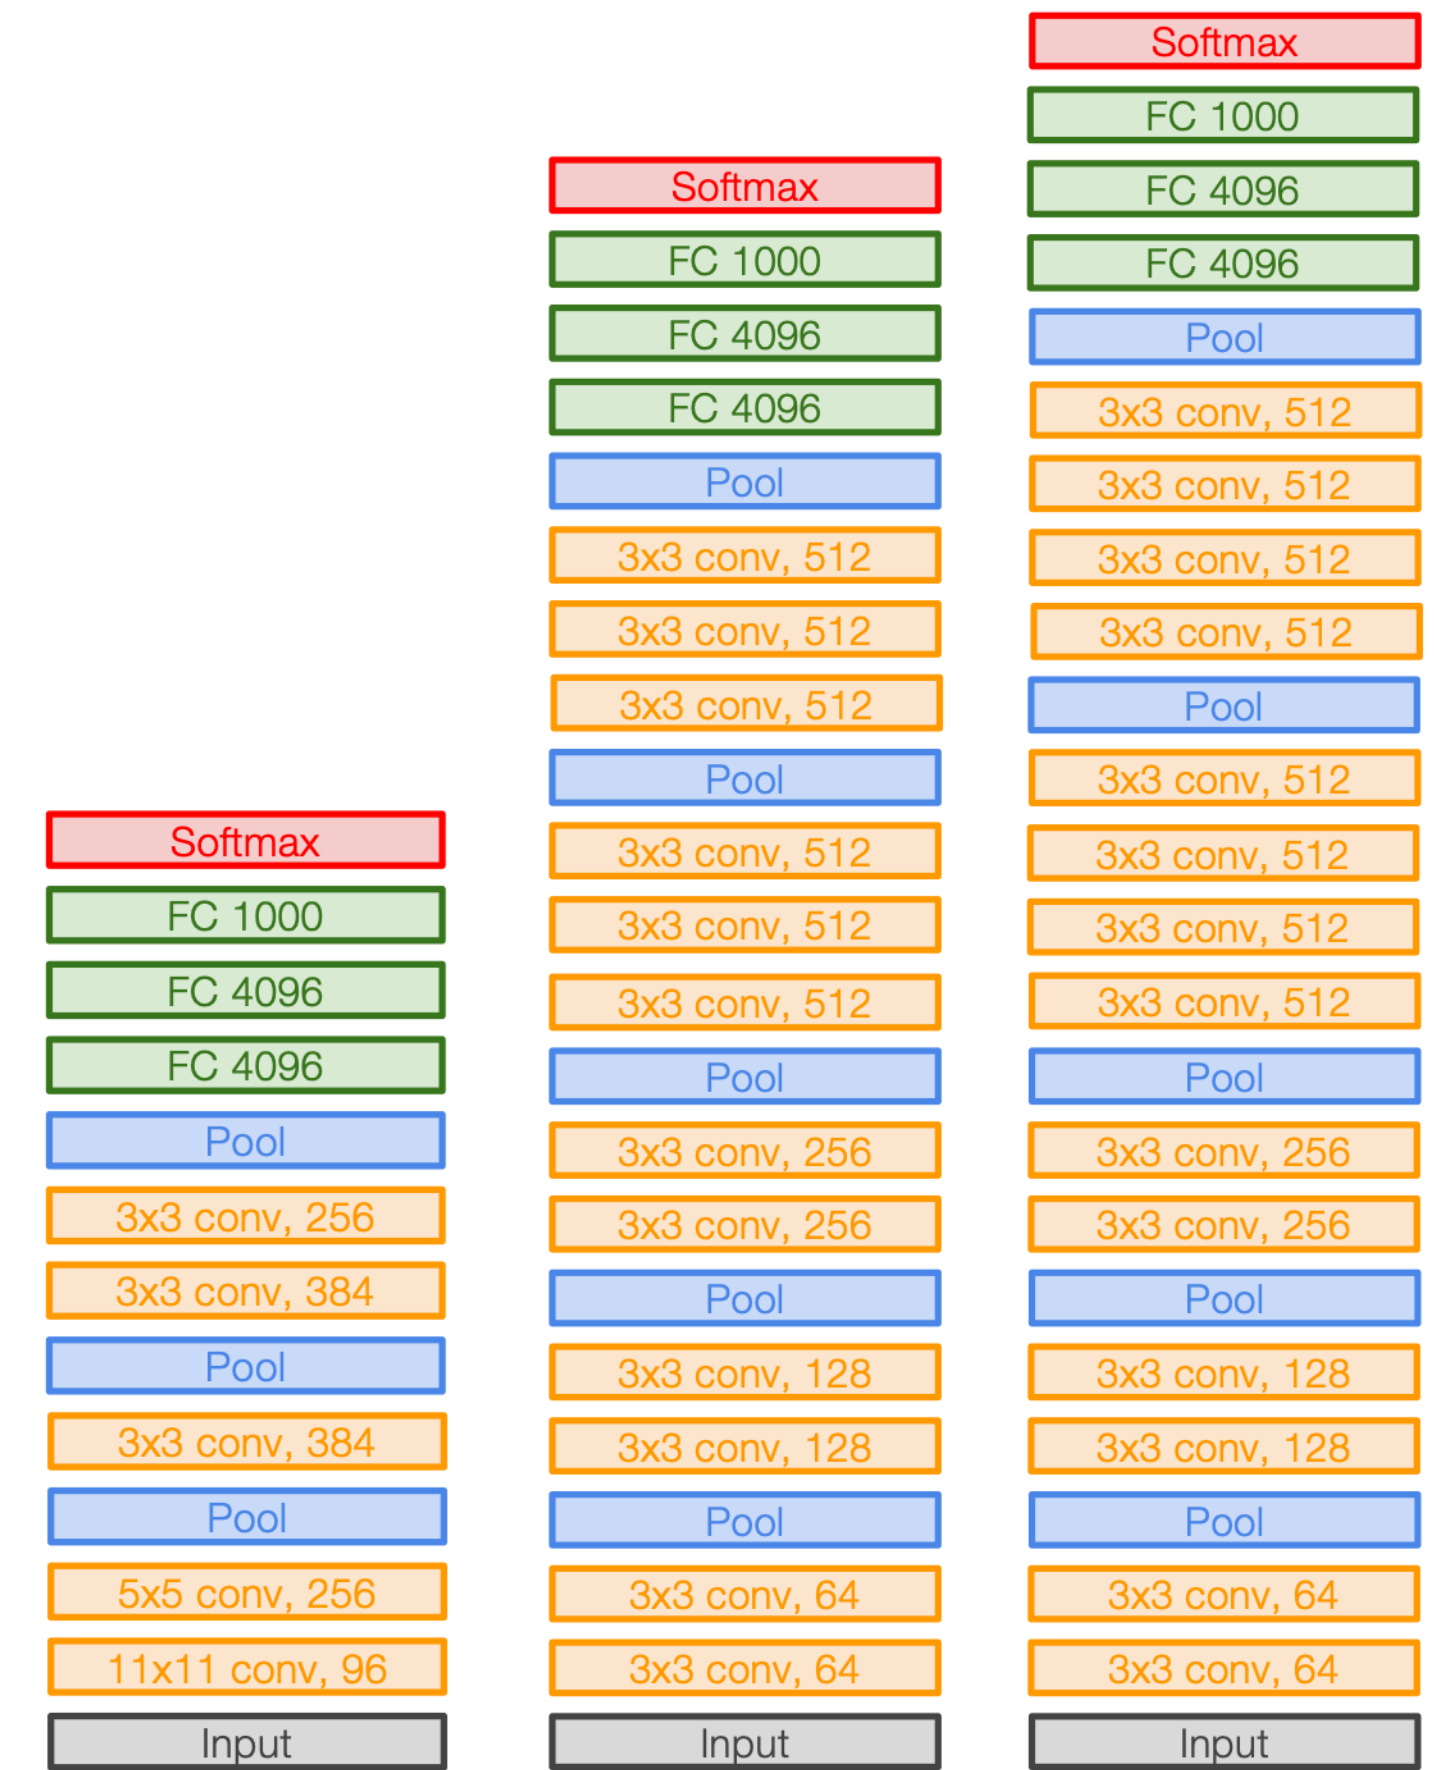 Softmax
FC 1000
FC 4096
FC 4096
Pool
3x3 conv, 256
3x3 conv, 384
Pool
3x3 conv, 384
Pool
5x5 conv, 256
11x11 conv, 96
Input
Softmax
FC 1000
FC 4096
FC 4096
Pool
3x3 conv, 512
3x3 conv, 512
3x3 conv, 512
Pool
3x3 conv, 512
3x3 conv, 512
3x3 conv, 512
Pool
3x3 conv, 256
3x3 conv, 256
Pool
3x3 conv, 128
3x3 conv, 128
Pool
3x3 conv, 64
3x3 conv, 64
Input
Softmax
FC 1000
FC 4096
FC 4096
Pool
3x3 conv, 512
3x3 conv, 512
3x3 conv, 512
3x3 conv, 512
Pool
3x3 conv, 512
3x3 conv, 512
3x3 conv, 512
3x3 conv, 512
Pool
3x3 conv, 256
3x3 conv, 256
Pool
3x3 conv, 128
3x3 conv, 128
Pool
3x3 conv, 64
3x3 conv, 64
Input